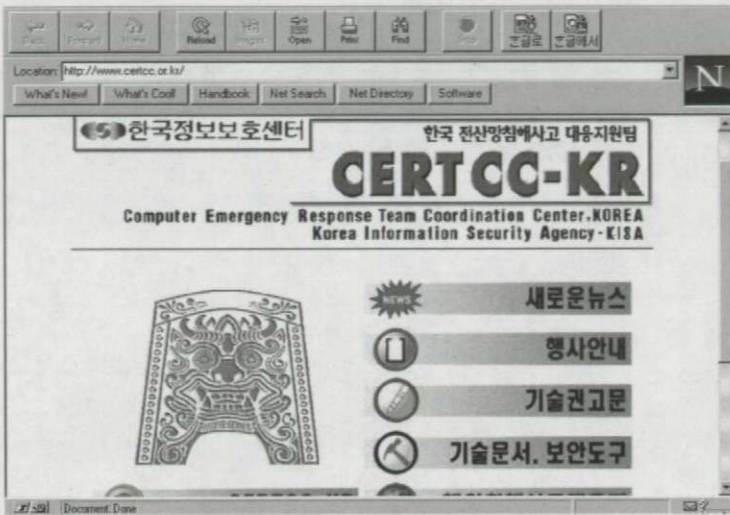 Back Forward Home Reload Images Open Print Find Stop 한글로 한글에서
Location: http://www.certcc.or.kr/
N
What's New! What's Cool! Handbook Net Search Net Directory Software
한국정보보호센터
한국 전산망침해사고 대응지원팀
CERTCC-KR
Computer Emergency Response Team Coordination Center,KOREA
Korea Information Security Agency-KISA
NEWS 새로운뉴스
행사안내
기술권고문
기술문서, 보안도구
Document: Done